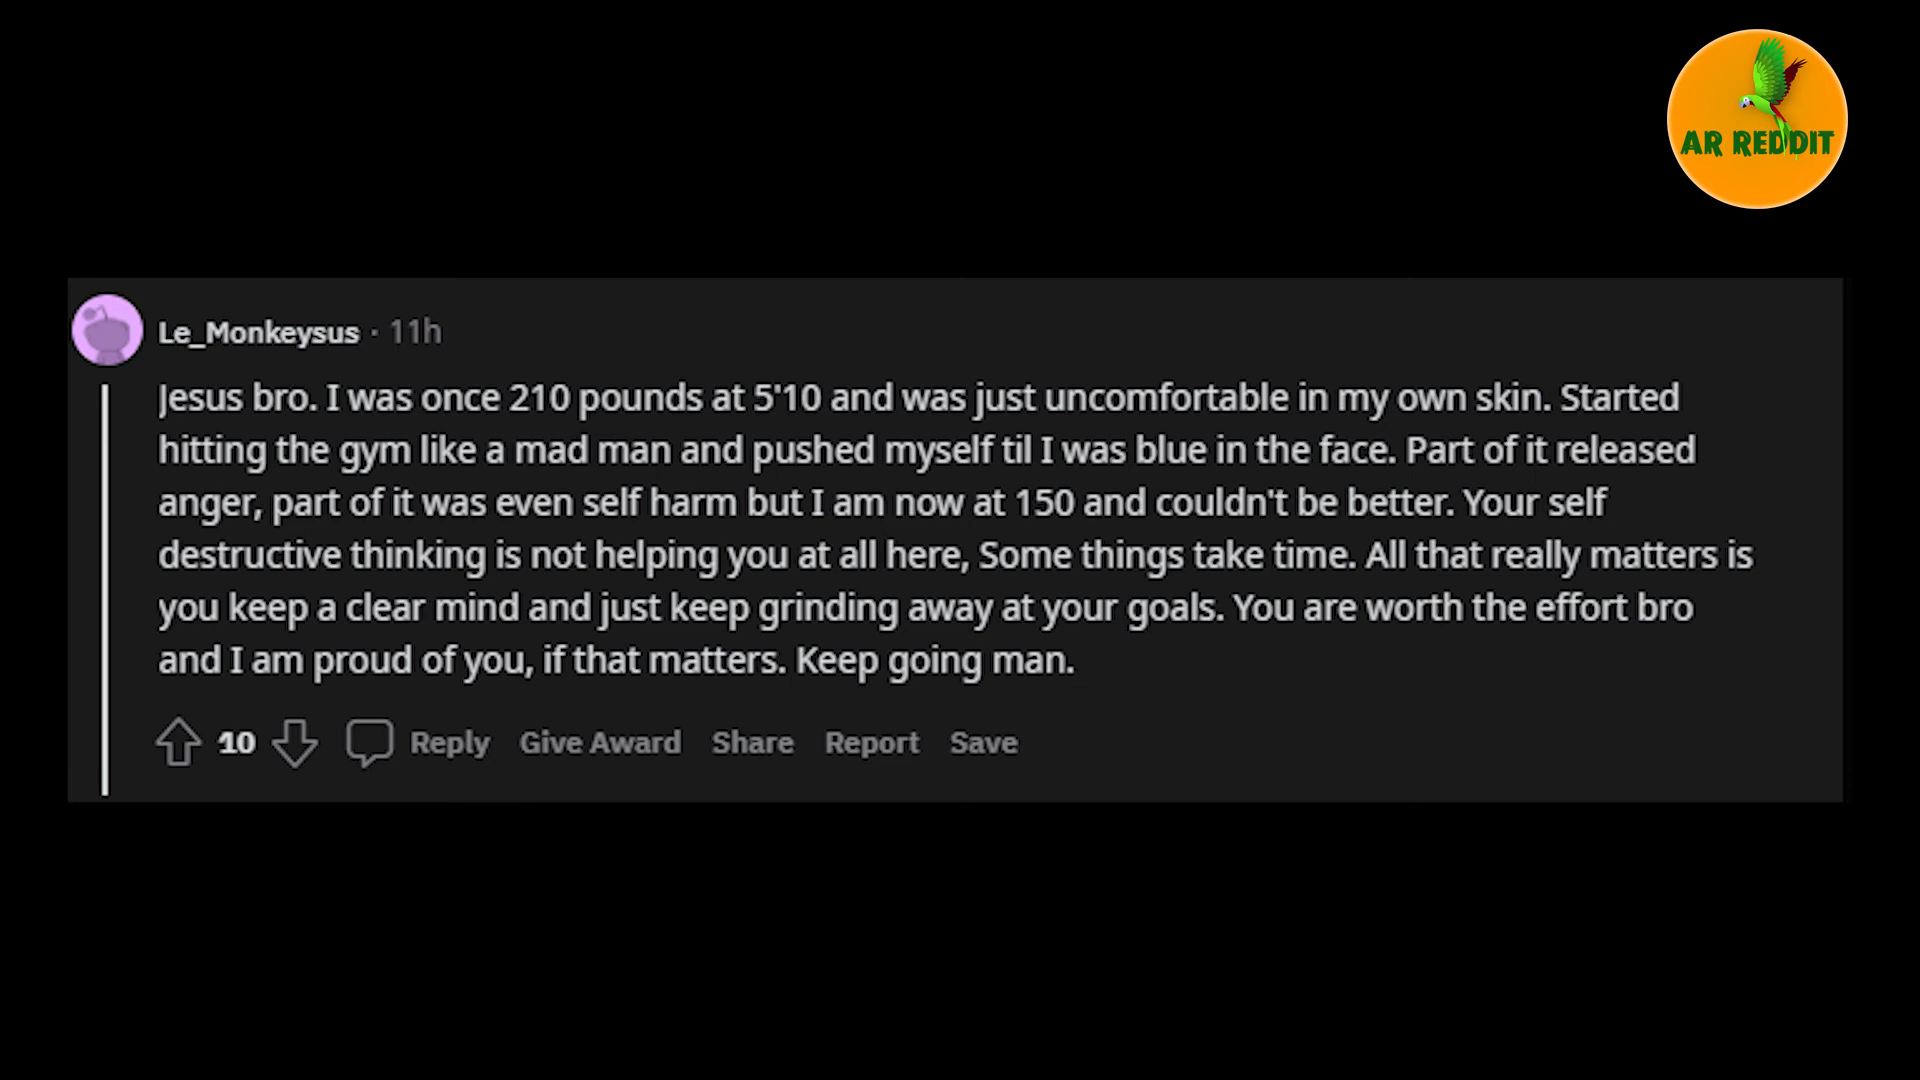 AR REDDIT
Le_Monkeysus · 11h
Jesus bro. I was once 210 pounds at 5'10 and was just uncomfortable in my own skin. Started
hitting the gym like a mad man and pushed myself til I was blue in the face. Part of it released
anger, part of it was even self harm but I am now at 150 and couldn't be better. Your self
destructive thinking is not helping you at all here, Some things take time. All that really matters is
you keep a clear mind and just keep grinding away at your goals. You are worth the effort bro
and I am proud of you, if that matters. Keep going man.
10 Reply Give Award Share Report Save